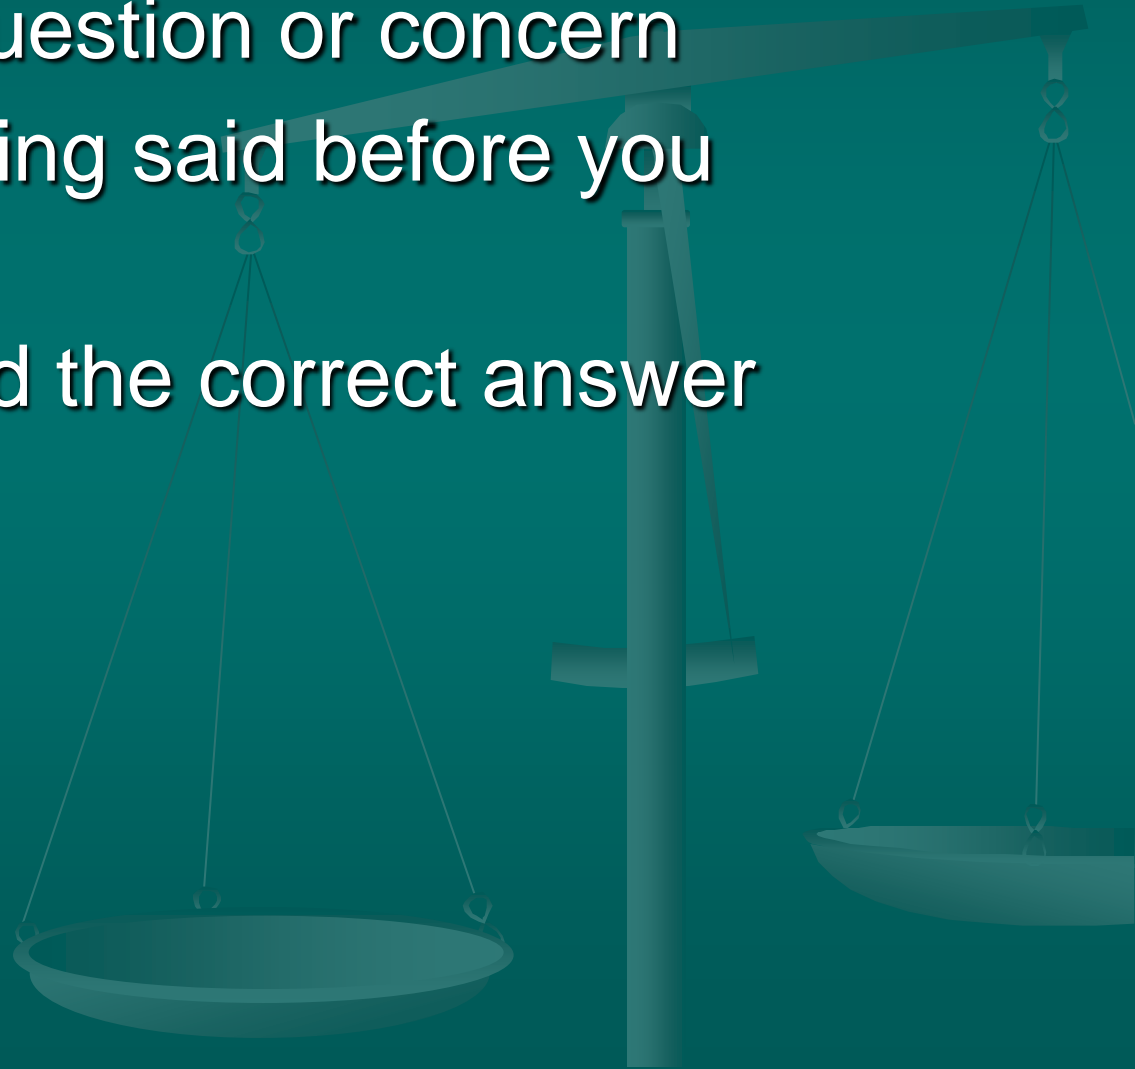 uestion or concern
ing said before you
d the correct answer